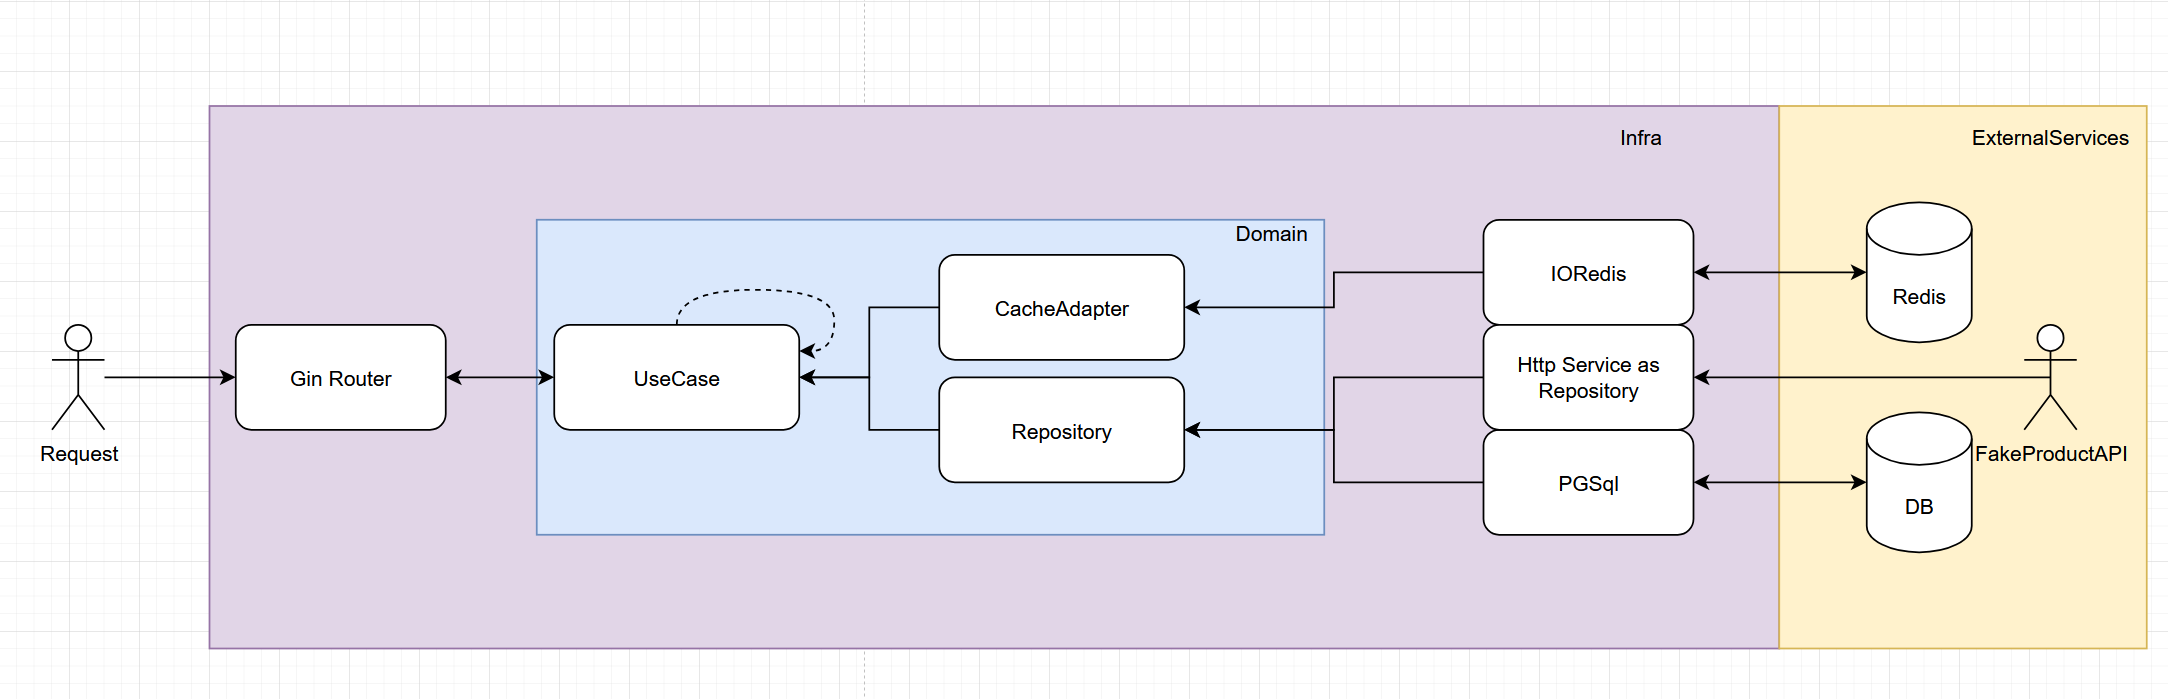 Infra
ExternalServices
Domain
Request
Gin Router
UseCase
CacheAdapter
Repository
IORedis
Http Service as
Repository
PGSql
Redis
FakeProductAPI
DB